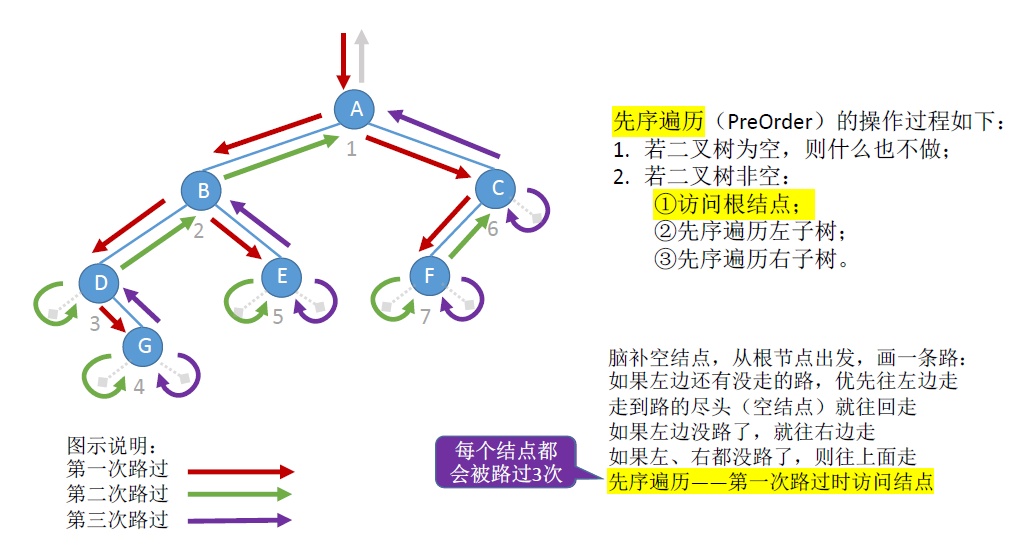 A
1
B
2
C
6
D
3
E
5
F
7
G
4
先序遍历（PreOrder）的操作过程如下：
1. 若二叉树为空，则什么也不做；
2. 若二叉树非空：
①访问根结点；
②先序遍历左子树；
③先序遍历右子树。
脑补空结点，从根节点出发，画一条路：
如果左边还有没走的路，优先往左边走
走到路的尽头（空结点）就往回走
如果左边没路了，就往右边走
如果左、右都没路了，则往上面走
先序遍历——第一次路过时访问结点
每个结点都
会被路过3次
图示说明：
第一次路过
第二次路过
第三次路过